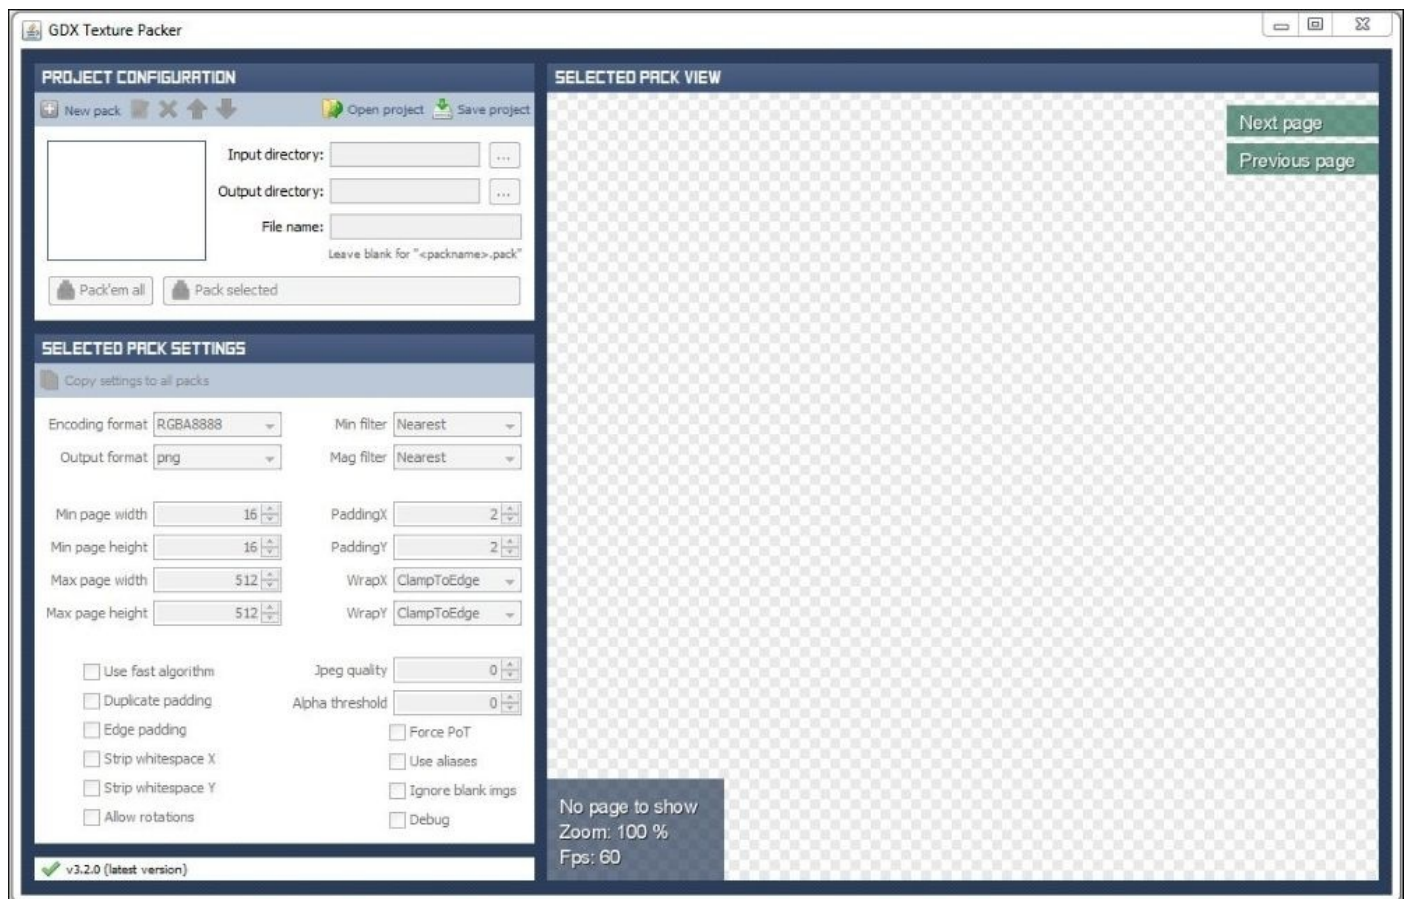 GDX Texture Packer
PROJECT CONFIGURATION
New pack Open project Save project
Input directory: ...
Output directory: ...
File name:
Leave blank for "<packname>.pack"
Pack'em all Pack selected
SELECTED PACK SETTINGS
Copy settings to all packs
Encoding format RGBA8888 Min filter Nearest
Output format png Mag filter Nearest
Min page width 16 PaddingX 2
Min page height 16 PaddingY 2
Max page width 512 WrapX ClampToEdge
Max page height 512 WrapY ClampToEdge
Use fast algorithm Jpeg quality 0
Duplicate padding Alpha threshold 0
Edge padding Force PoT
Strip whitespace X Use aliases
Strip whitespace Y Ignore blank imgs
Allow rotations Debug
v3.2.0 (latest version)
SELECTED PACK VIEW
Next page
Previous page
No page to show
Zoom: 100 %
Fps: 60